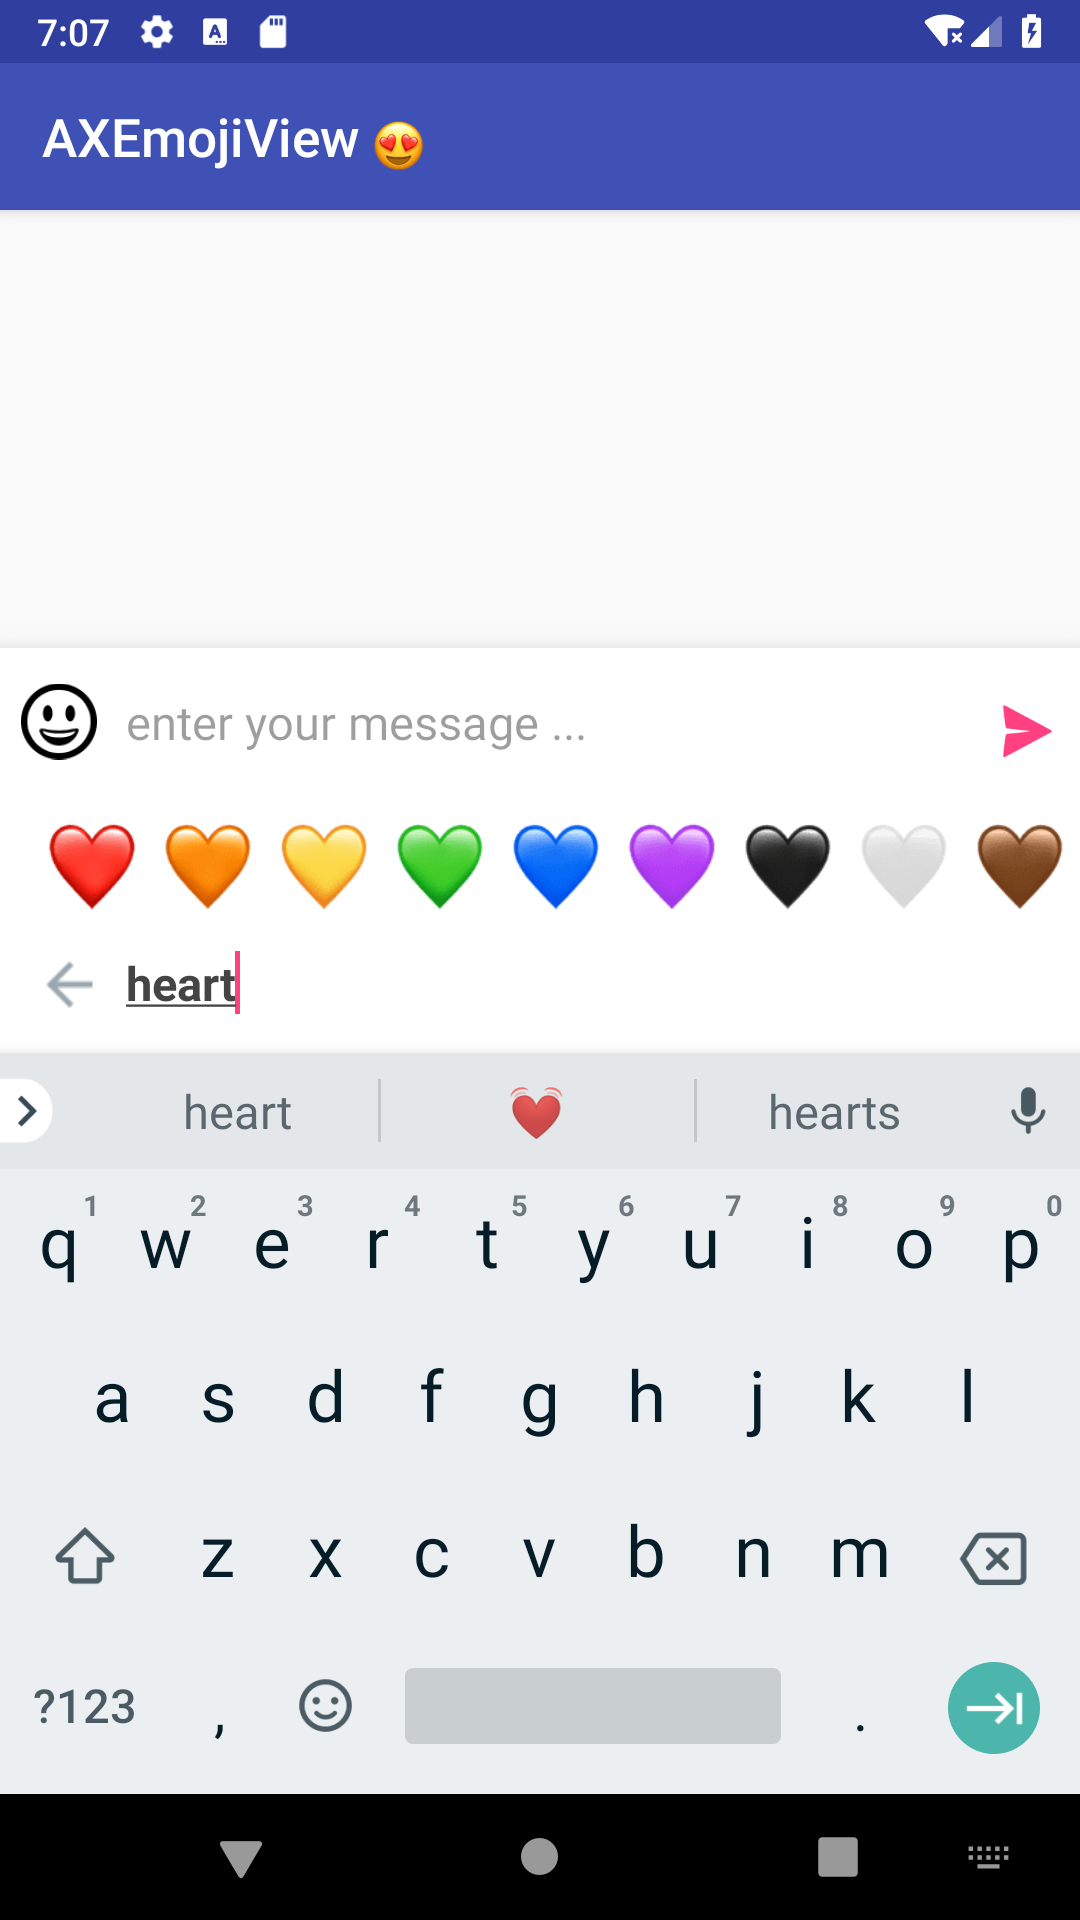 7:07
AXEmojiView 😍
enter your message ...
heart
heart hearts
1 2 3 4 5 6 7 8 9 0
q w e r t y u i o p
a s d f g h j k l
z x c v b n m
?123 , .